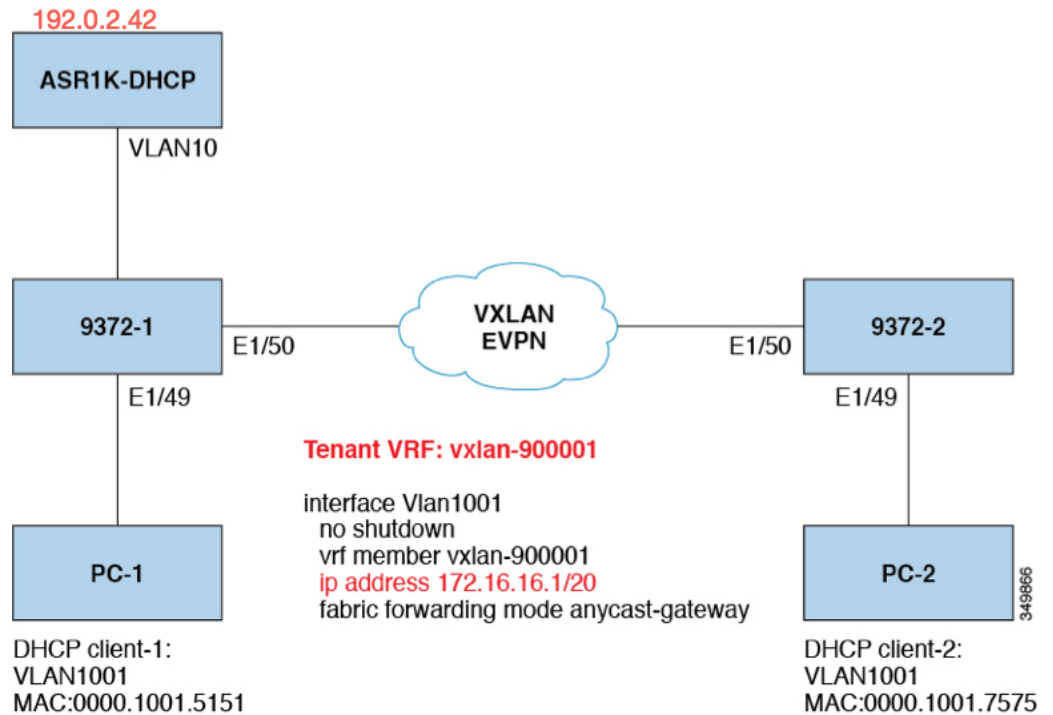 192.0.2.42
ASR1K-DHCP
VLAN10
9372-1
E1/50
E1/49
VXLAN
EVPN
E1/50
9372-2
E1/49
Tenant VRF: vxlan-900001
interface Vlan1001
no shutdown
vrf member vxlan-900001
ip address 172.16.16.1/20
fabric forwarding mode anycast-gateway
PC-1
DHCP client-1:
VLAN1001
MAC:0000.1001.5151
PC-2
349866
DHCP client-2:
VLAN1001
MAC:0000.1001.7575